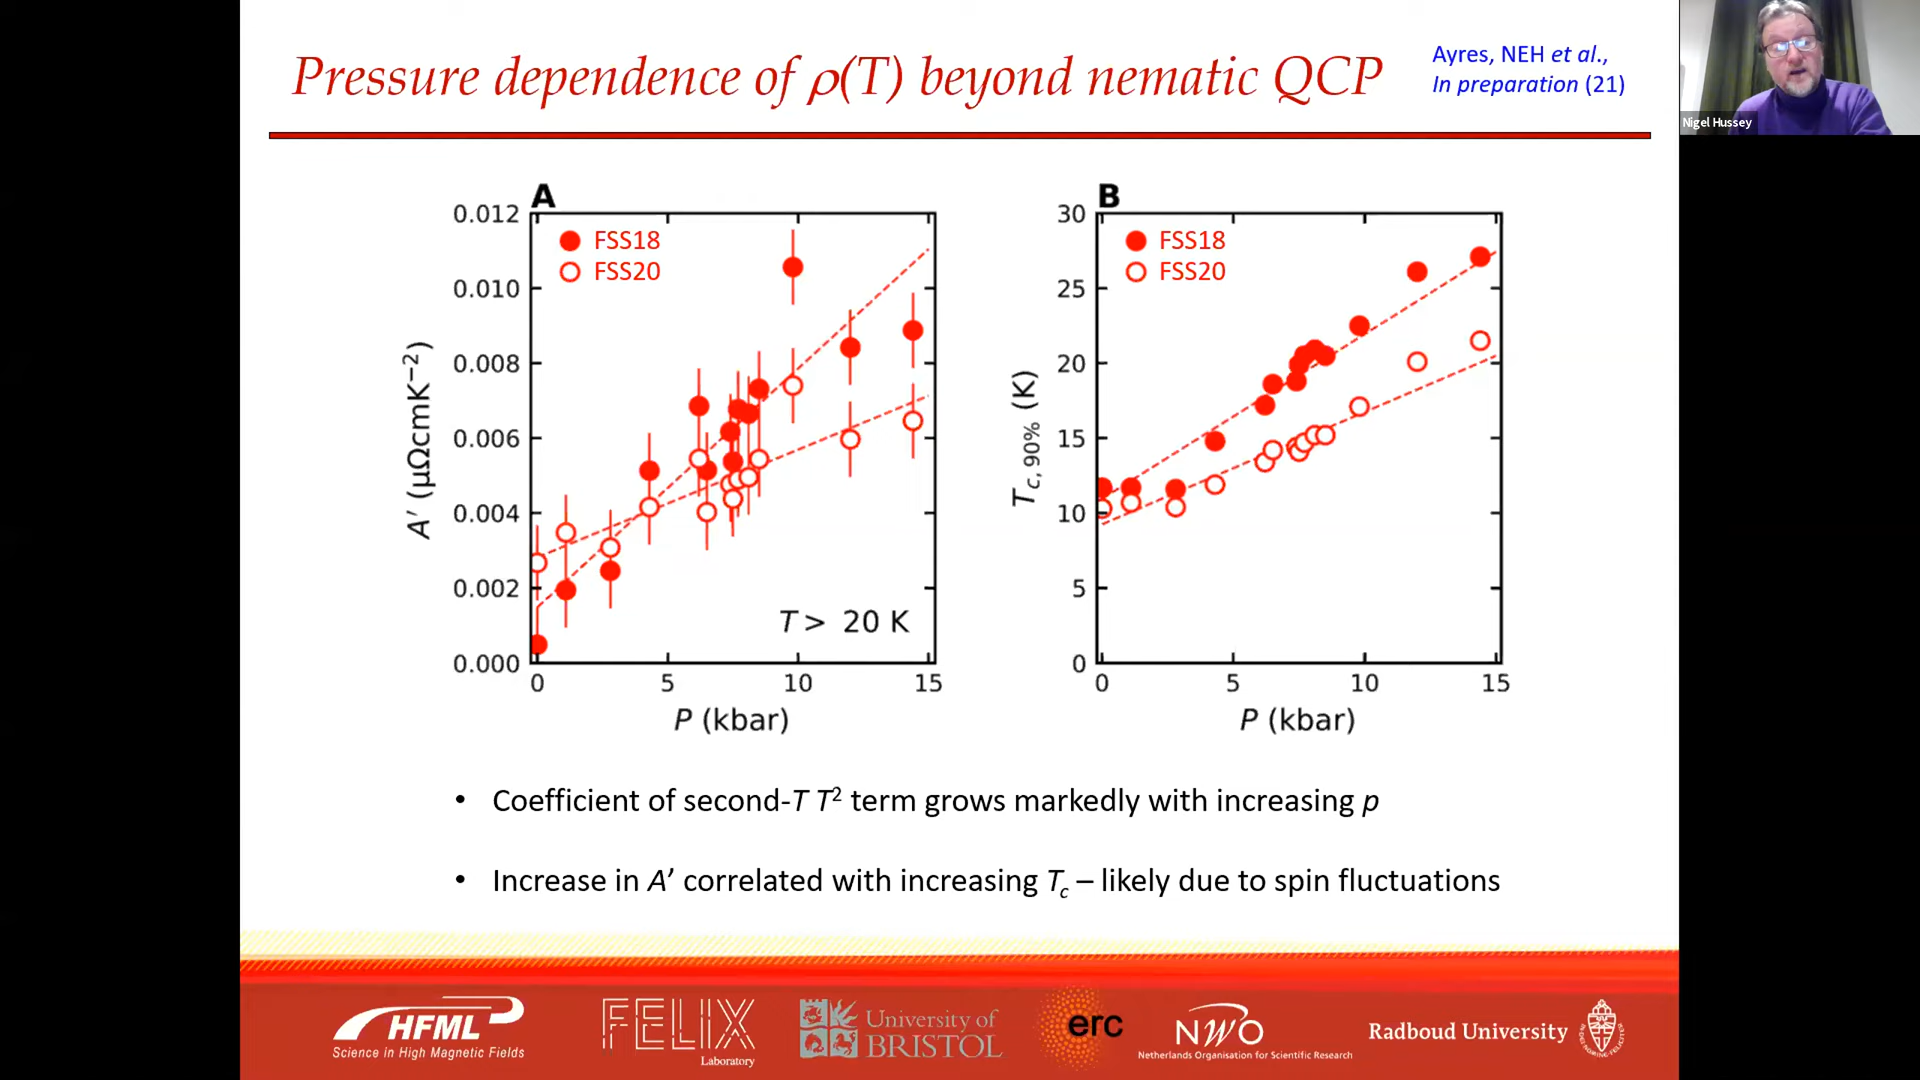 Pressure dependence of ρ(T) beyond nematic QCP
Ayres, NEH et al.,
In preparation (21)
Nigel Hussey
A
FSS18
FSS20
0.012
0.010
0.008
0.006
0.004
0.002
0.000
A′ (μΩcmK⁻²)
T > 20 K
0 5 10 15
P (kbar)
B
FSS18
FSS20
30
25
20
15
10
5
0
T_c, 90% (K)
0 5 10 15
P (kbar)
• Coefficient of second-T T² term grows markedly with increasing p
• Increase in A’ correlated with increasing T_c – likely due to spin fluctuations
HFML
Science in High Magnetic Fields
FELIX
Laboratory
University of
BRISTOL
erc
NWO
Netherlands Organisation for Scientific Research
Radboud University